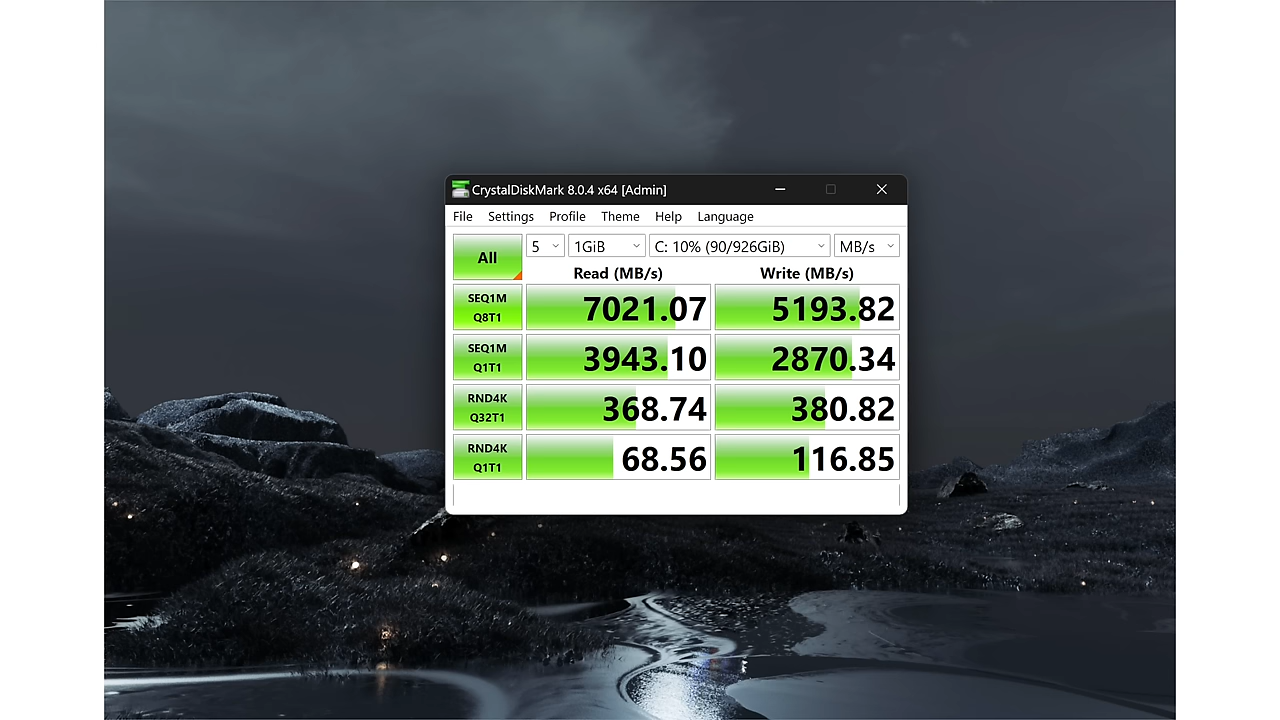 CrystalDiskMark 8.0.4 x64 [Admin]
File Settings Profile Theme Help Language
All 5 1GiB C: 10% (90/926GiB) MB/s
Read (MB/s) Write (MB/s)
SEQ1M Q8T1 7021.07 5193.82
SEQ1M Q1T1 3943.10 2870.34
RND4K Q32T1 368.74 380.82
RND4K Q1T1 68.56 116.85